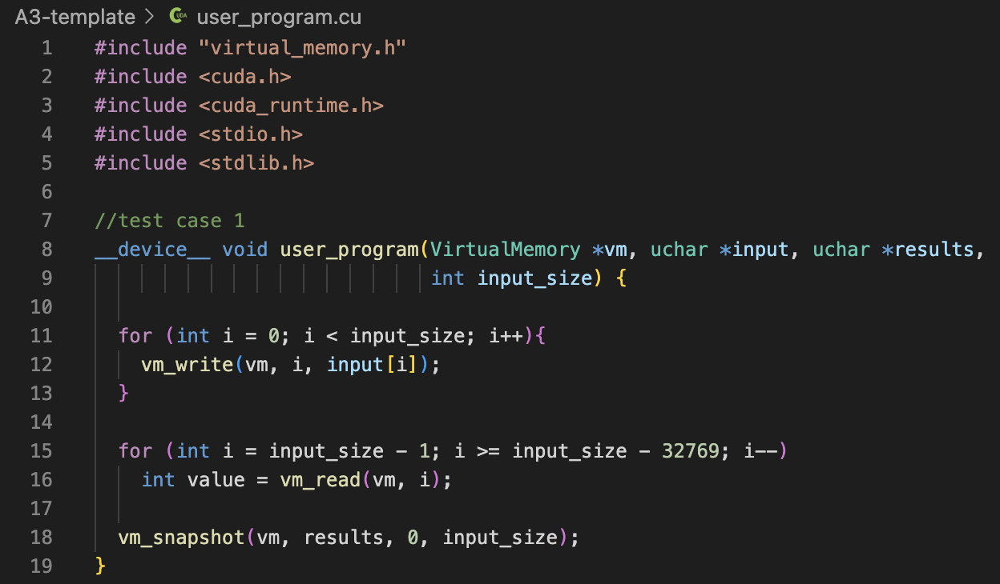 A3-template > CUDA user_program.cu
1 #include "virtual_memory.h"
2 #include <cuda.h>
3 #include <cuda_runtime.h>
4 #include <stdio.h>
5 #include <stdlib.h>
6
7 //test case 1
8 __device__ void user_program(VirtualMemory *vm, uchar *input, uchar *results,
9 int input_size) {
10
11 for (int i = 0; i < input_size; i++){
12 vm_write(vm, i, input[i]);
13 }
14
15 for (int i = input_size - 1; i >= input_size - 32769; i--)
16 int value = vm_read(vm, i);
17
18 vm_snapshot(vm, results, 0, input_size);
19 }